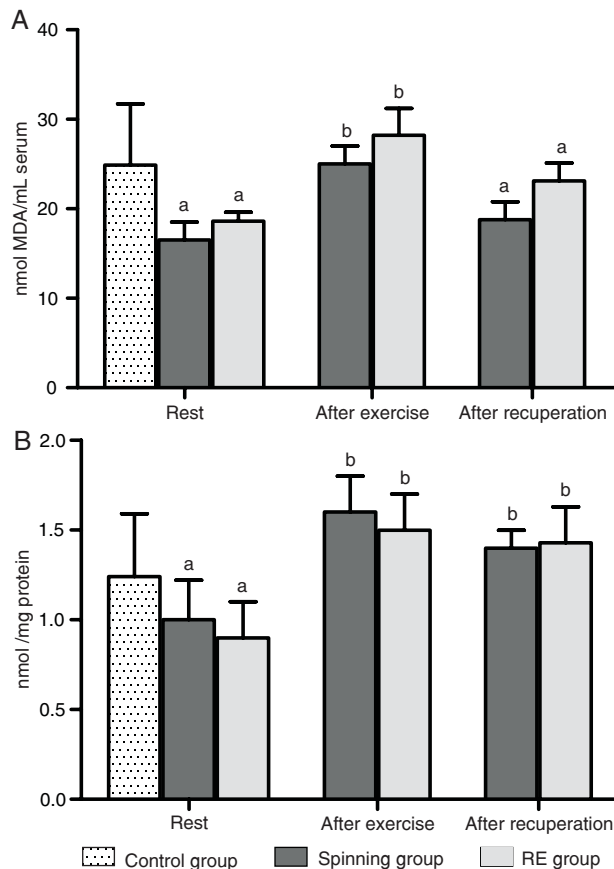 A
40
30
20
10
0
nmol MDA/mL serum
a
a
b
b
a
a
Rest
After exercise
After recuperation
B
2.0
1.5
1.0
0.5
0.0
nmol /mg protein
a
a
b
b
b
b
Rest
After exercise
After recuperation
Control group
Spinning group
RE group